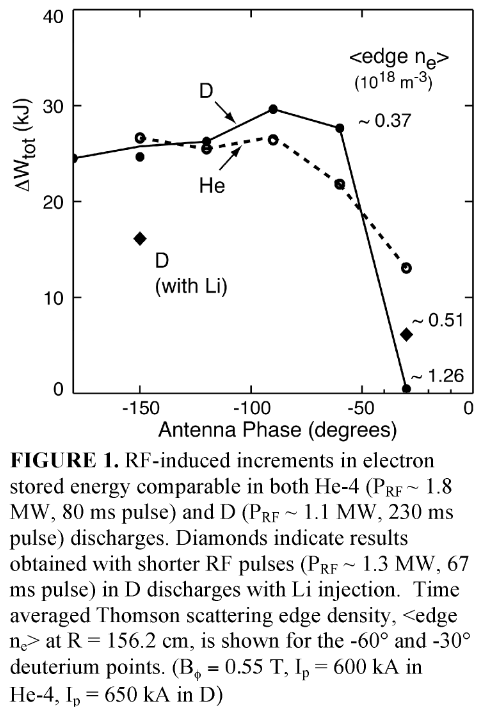 40
30
20
10
0
ΔW_tot (kJ)
<edge n_e>
(10^18 m^-3)
D
~ 0.37
He
D
(with Li)
~ 0.51
~ 1.26
-150
-100
-50
0
Antenna Phase (degrees)
FIGURE 1. RF-induced increments in electron
stored energy comparable in both He-4 (P_RF ~ 1.8
MW, 80 ms pulse) and D (P_RF ~ 1.1 MW, 230 ms
pulse) discharges. Diamonds indicate results
obtained with shorter RF pulses (P_RF ~ 1.3 MW, 67
ms pulse) in D discharges with Li injection. Time
averaged Thomson scattering edge density, <edge
n_e> at R = 156.2 cm, is shown for the -60° and -30°
deuterium points. (B_ϕ = 0.55 T, I_p = 600 kA in
He-4, I_p = 650 kA in D)